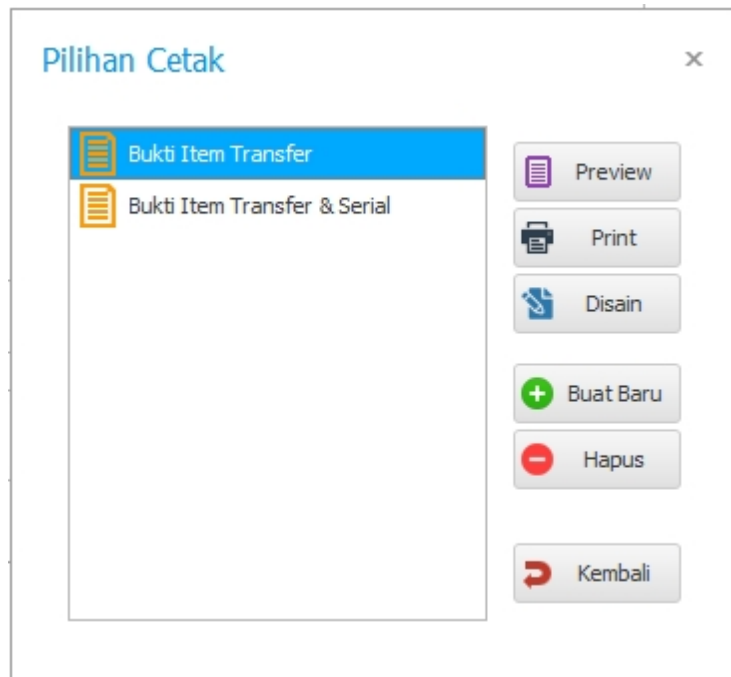 Pilihan Cetak
Bukti Item Transfer
Bukti Item Transfer & Serial
Preview
Print
Disain
Buat Baru
Hapus
Kembali